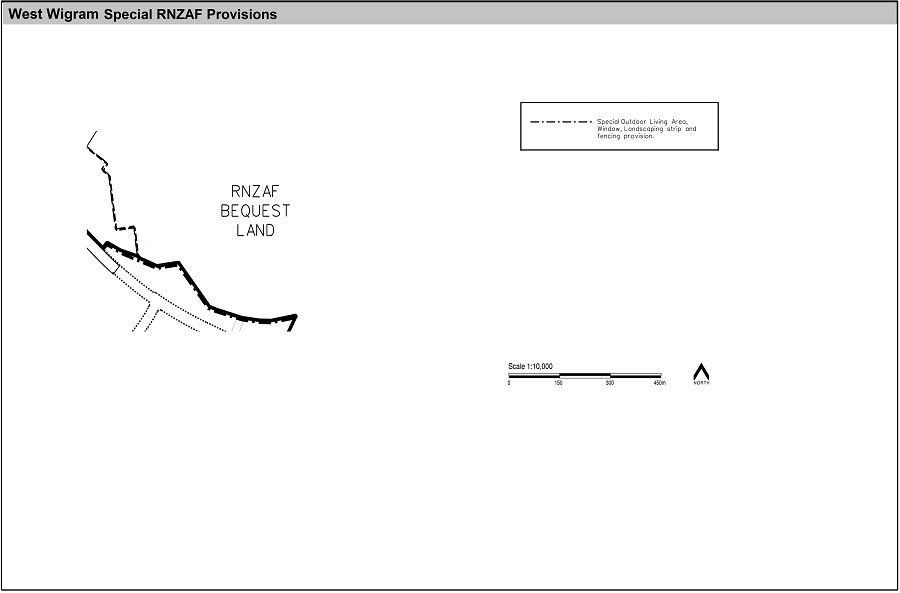 West Wigram Special RNZAF Provisions
Special Outdoor Living Area,
Window, Landscaping strip and
fencing provision.
RNZAF
BEQUEST
LAND
Scale 1:10,000
0 150 300 450m
NORTH